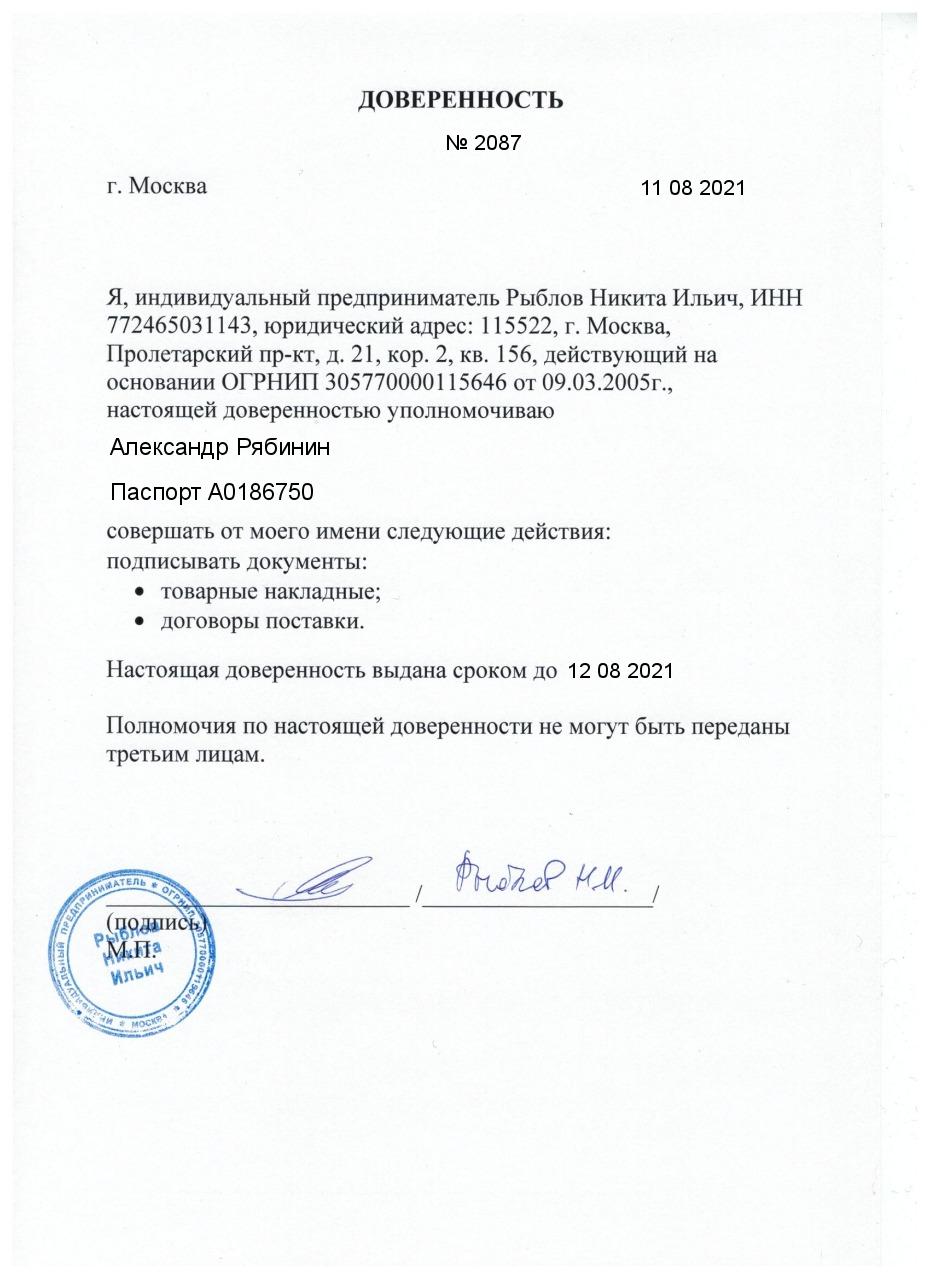 ДОВЕРЕННОСТЬ
№ 2087
г. Москва 11 08 2021
Я, индивидуальный предприниматель Рыблов Никита Ильич, ИНН
772465031143, юридический адрес: 115522, г. Москва,
Пролетарский пр-кт, д. 21, кор. 2, кв. 156, действующий на
основании ОГРНИП 305770000115646 от 09.03.2005г.,
настоящей доверенностью уполномочиваю
Александр Рябинин
Паспорт А0186750
совершать от моего имени следующие действия:
подписывать документы:
• товарные накладные;
• договоры поставки.
Настоящая доверенность выдана сроком до 12 08 2021
Полномочия по настоящей доверенности не могут быть переданы
третьим лицам.
/ Рыблов Н.И. /
(подпись)
М.П.
ИНДИВИДУАЛЬНЫЙ ПРЕДПРИНИМАТЕЛЬ * ОГРНИП
* МОСКВА *
Рыблов
Никита
Ильич